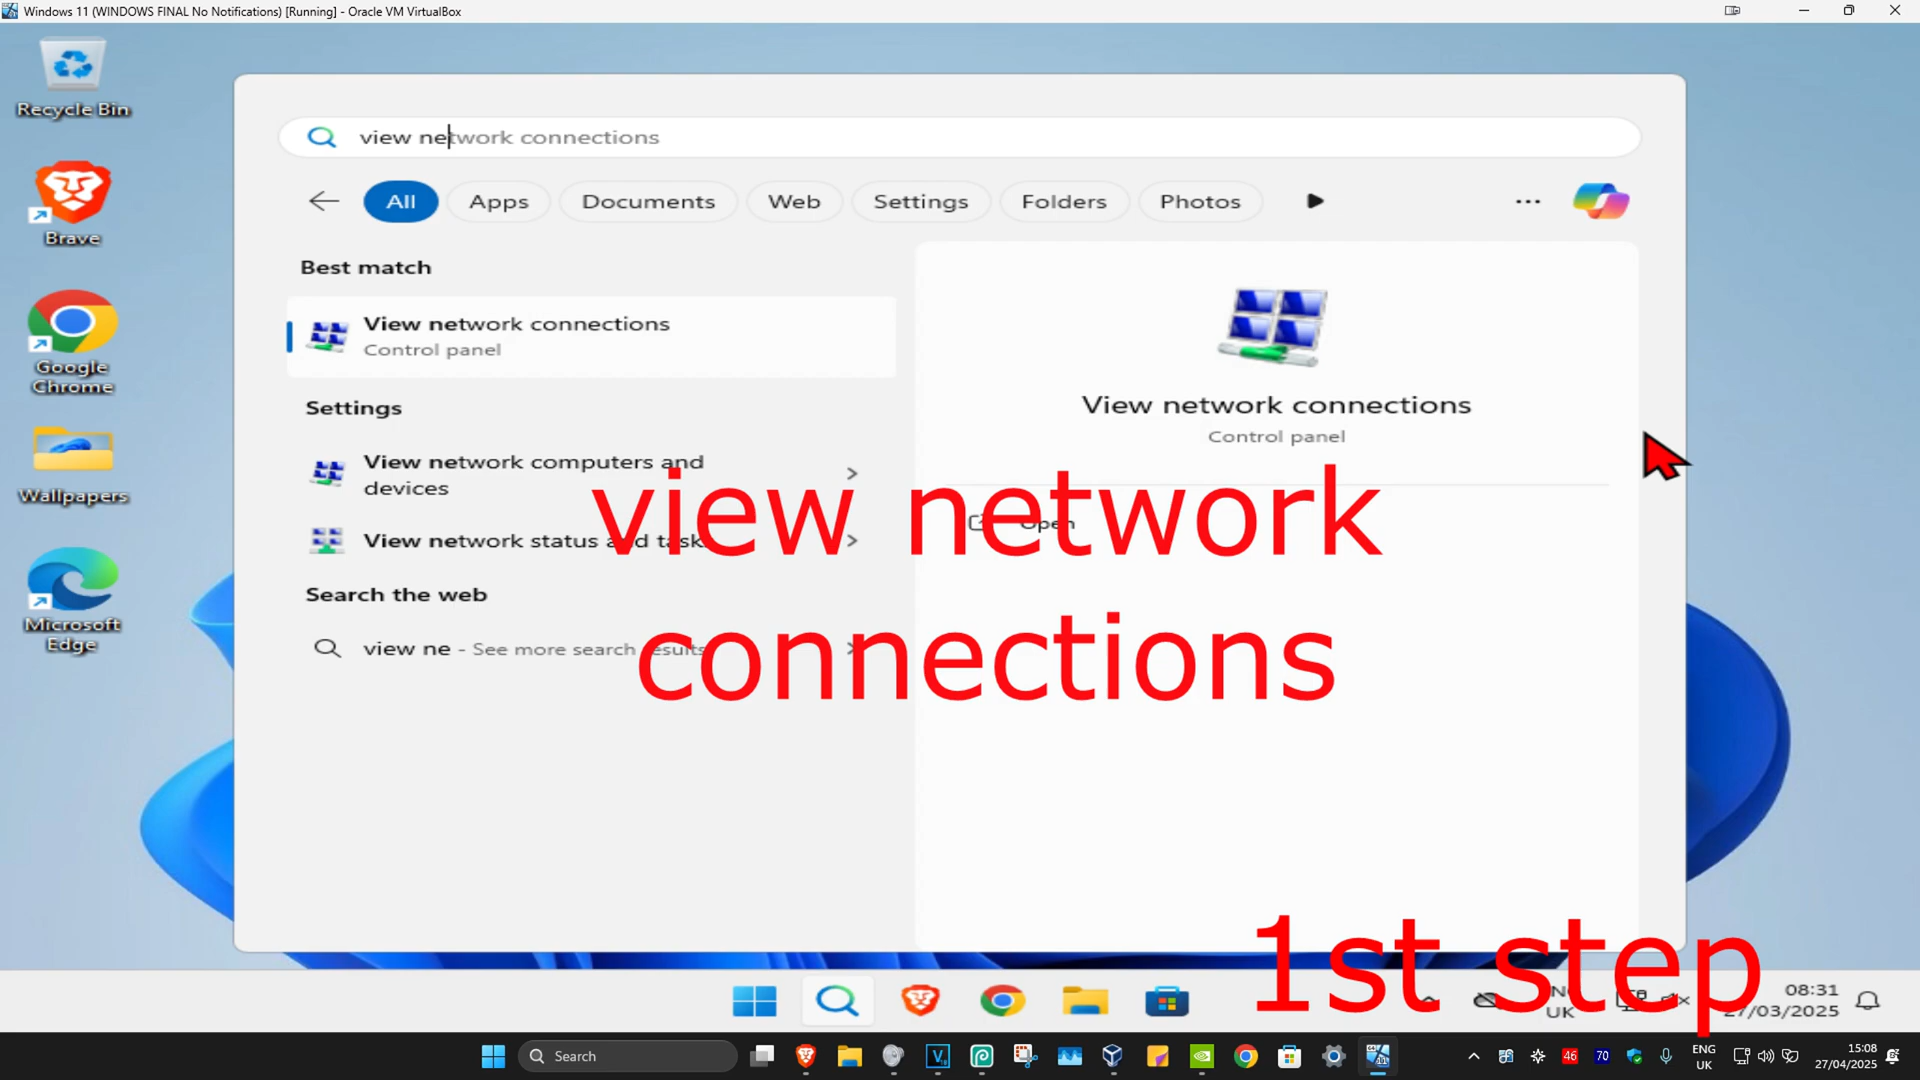 Windows 11 (WINDOWS FINAL No Notifications) [Running] - Oracle VM VirtualBox
Recycle Bin
Brave
Google
Chrome
Wallpapers
Microsoft
Edge
view network connections
All
Apps
Documents
Web
Settings
Folders
Photos
Best match
View network connections
Control panel
Settings
View network computers and
devices
View network status and task
Search the web
view ne - See more search results
View network connections
Control panel
Open
view network
connections
1st step
UK
08:31
27/03/2025
Search
46
70
ENG
UK
15:08
27/04/2025